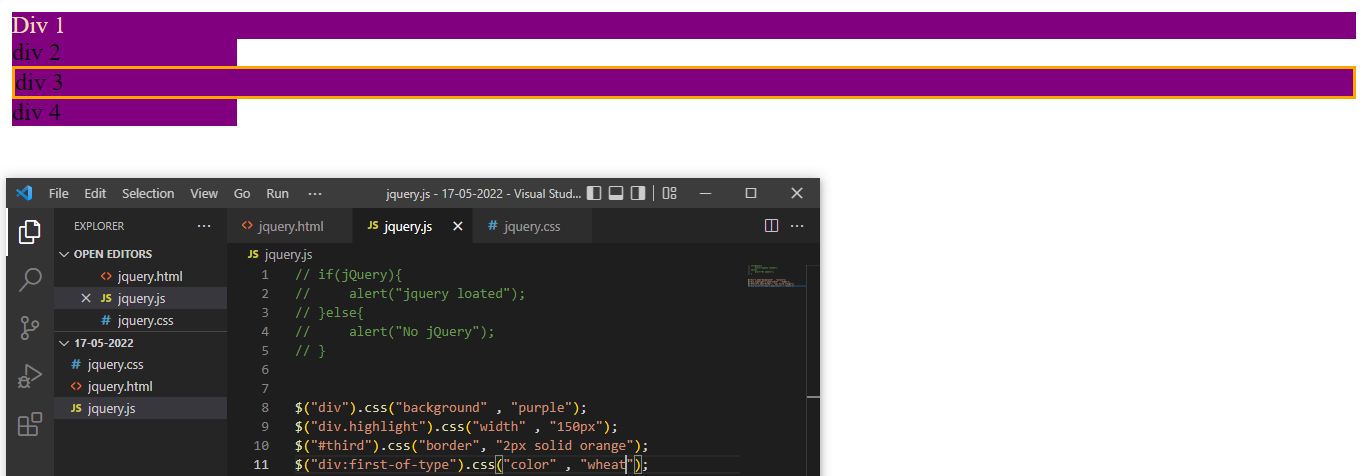 Div 1
div 2
div 3
div 4
File Edit Selection View Go Run ··· jquery.js - 17-05-2022 - Visual Stud...
EXPLORER ···
jquery.html JS jquery.js # jquery.css ···
OPEN EDITORS
jquery.html
JS jquery.js
# jquery.css
17-05-2022
# jquery.css
jquery.html
JS jquery.js
JS jquery.js
1 // if(jQuery){
2 //     alert("jquery loated");
3 // }else{
4 //     alert("No jQuery");
5 // }
6
7
8 $("div").css("background" , "purple");
9 $("div.highlight").css("width" , "150px");
10 $("#third").css("border", "2px solid orange");
11 $("div:first-of-type").css("color" , "wheat");